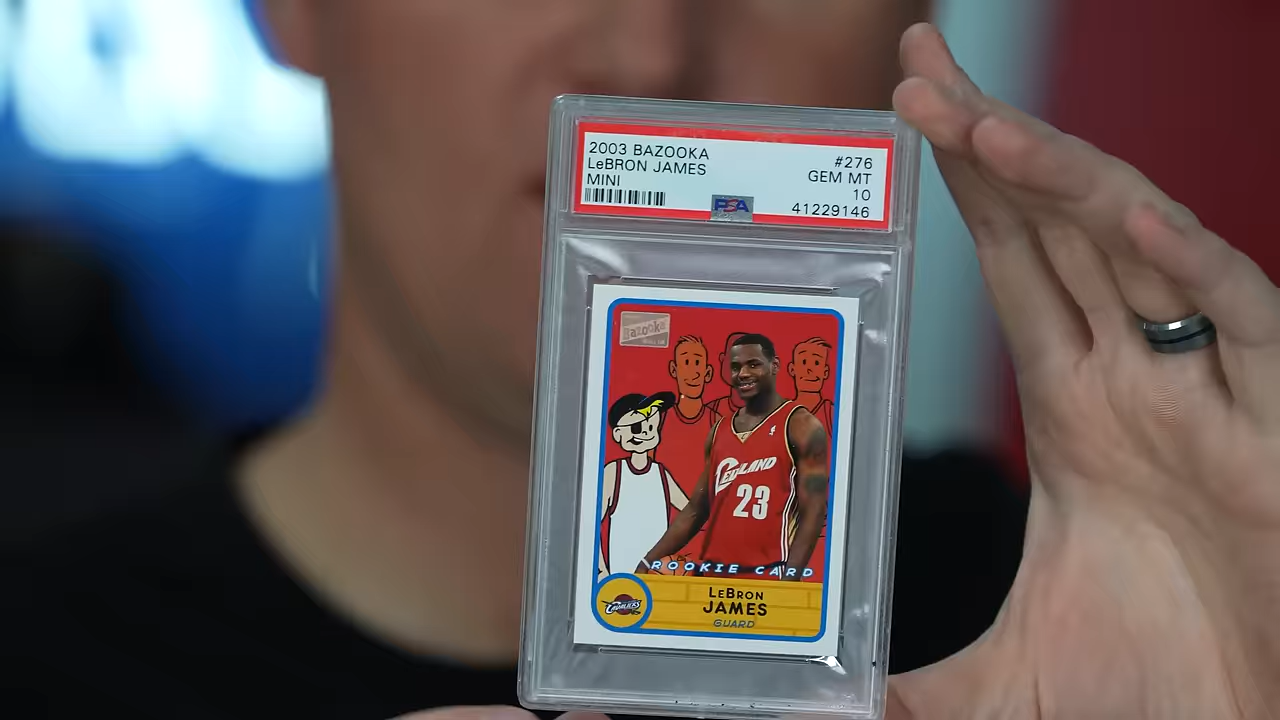 2003 BAZOOKA
LeBRON JAMES
MINI
#276
GEM MT
10
41229146
PSA
Bazooka
CLEVELAND
23
ROOKIE CARD
CAVALIERS
LeBRON
JAMES
GUARD